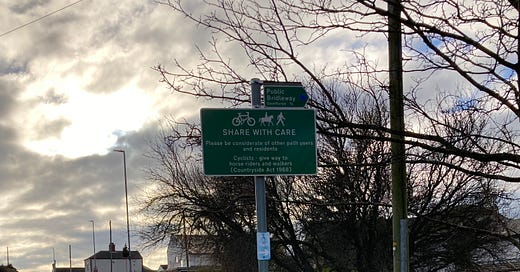 Public
Bridleway
SHARE WITH CARE
Please be considerate of other path users
and residents
Cyclists - give way to
horse riders and walkers
(Countryside Act 1968)